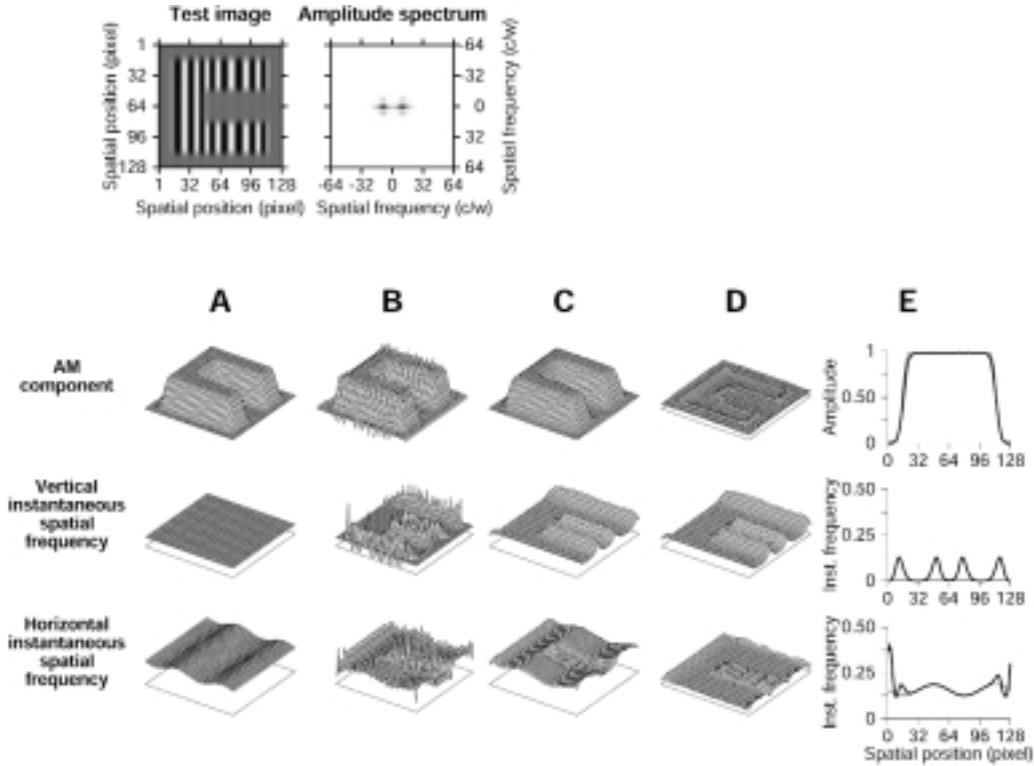 Test image
Amplitude spectrum
Spatial position (pixel)
1
32
64
96
128
1 32 64 96 128
Spatial position (pixel)
64
32
0
32
64
-64 -32 0 32 64
Spatial frequency (c/w)
Spatial frequency (c/w)
A B C D E
AM
component
Amplitude
1
0.50
0
0 32 64 96 128
Vertical
instantaneous
spatial
frequency
Inst. frequency
0.50
0.25
0
0 32 64 96 128
Horizontal
instantaneous
spatial
frequency
Inst. frequency
0.50
0.25
0
0 32 64 96 128
Spatial position (pixel)